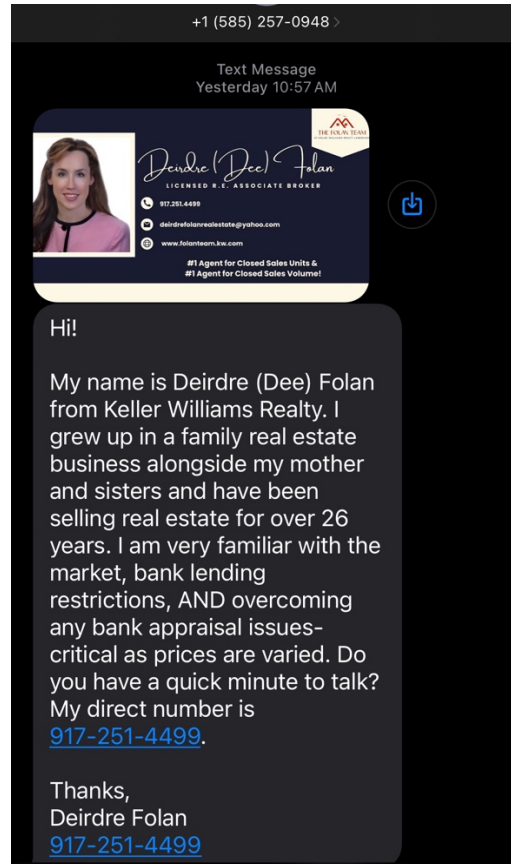 +1 (585) 257-0948 >
Text Message
Yesterday 10:57 AM
THE FOLAN TEAM
Deirdre (Dee) Folan
LICENSED R.E. ASSOCIATE BROKER
917.251.4499
deirdrefolanrealestate@yahoo.com
www.folanteam.kw.com
#1 Agent for Closed Sales Units &
#1 Agent for Closed Sales Volume!
Hi!
My name is Deirdre (Dee) Folan
from Keller Williams Realty. I
grew up in a family real estate
business alongside my mother
and sisters and have been
selling real estate for over 26
years. I am very familiar with the
market, bank lending
restrictions, AND overcoming
any bank appraisal issues-
critical as prices are varied. Do
you have a quick minute to talk?
My direct number is
917-251-4499.
Thanks,
Deirdre Folan
917-251-4499